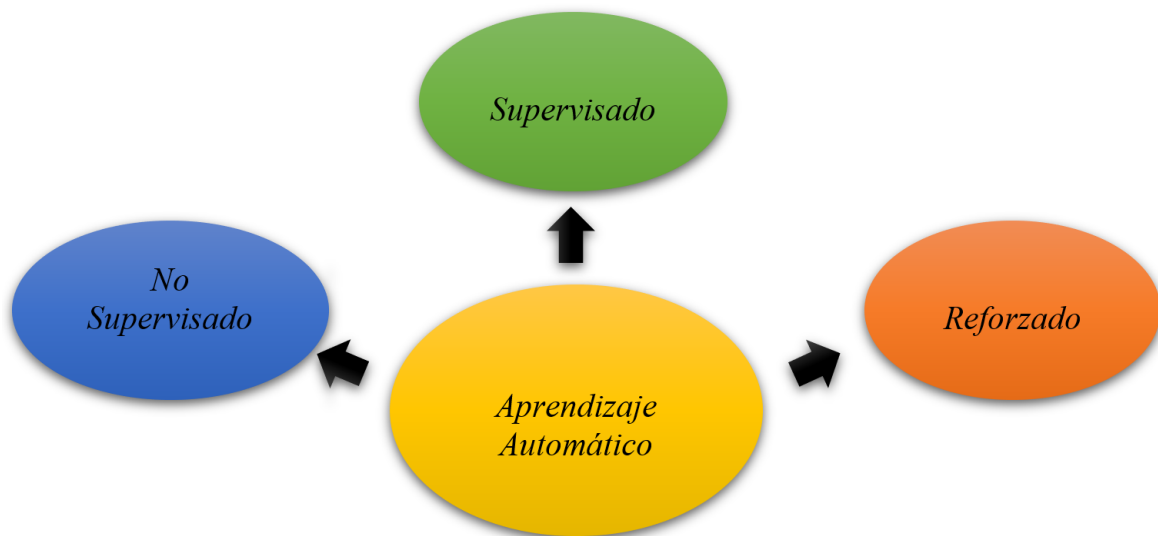 Supervisado
No
Supervisado
Reforzado
Aprendizaje
Automático